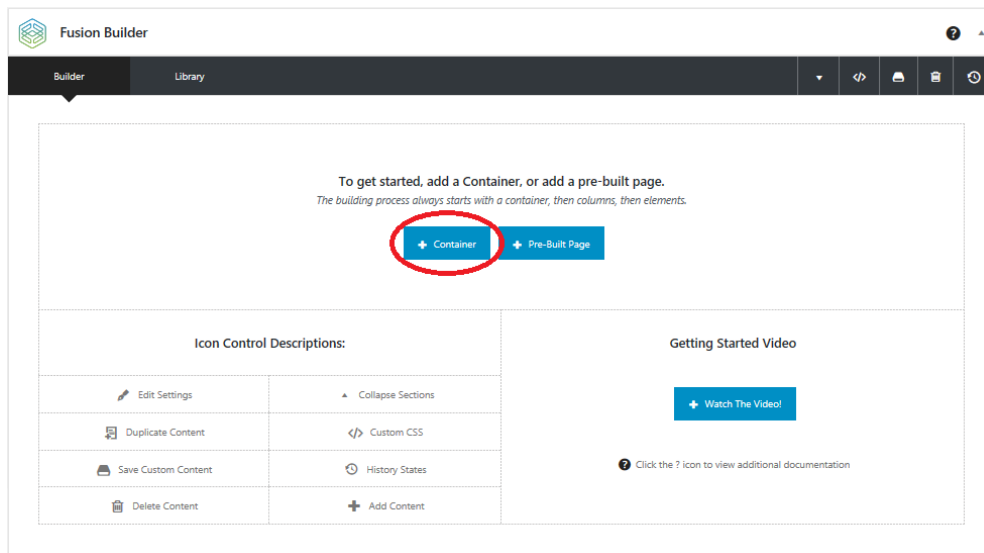 Fusion Builder
Builder
Library
To get started, add a Container, or add a pre-built page.
The building process always starts with a container, then columns, then elements.
Container
Pre-Built Page
Icon Control Descriptions:
Edit Settings
Collapse Sections
Duplicate Content
</> Custom CSS
Save Custom Content
History States
Delete Content
Add Content
Getting Started Video
Watch The Video!
? Click the ? icon to view additional documentation